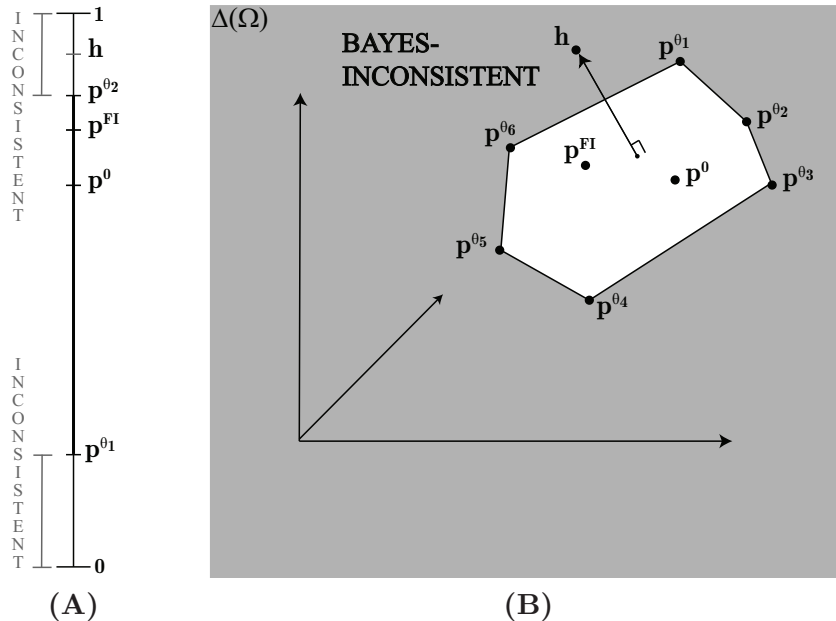 INCONSISTENT
1
h
p^θ2
p^FI
p^0
INCONSISTENT
p^θ1
0
(A)
Δ(Ω)
BAYES-
INCONSISTENT
h
p^θ1
p^θ2
p^θ6
p^FI
p^0
p^θ3
p^θ5
p^θ4
(B)